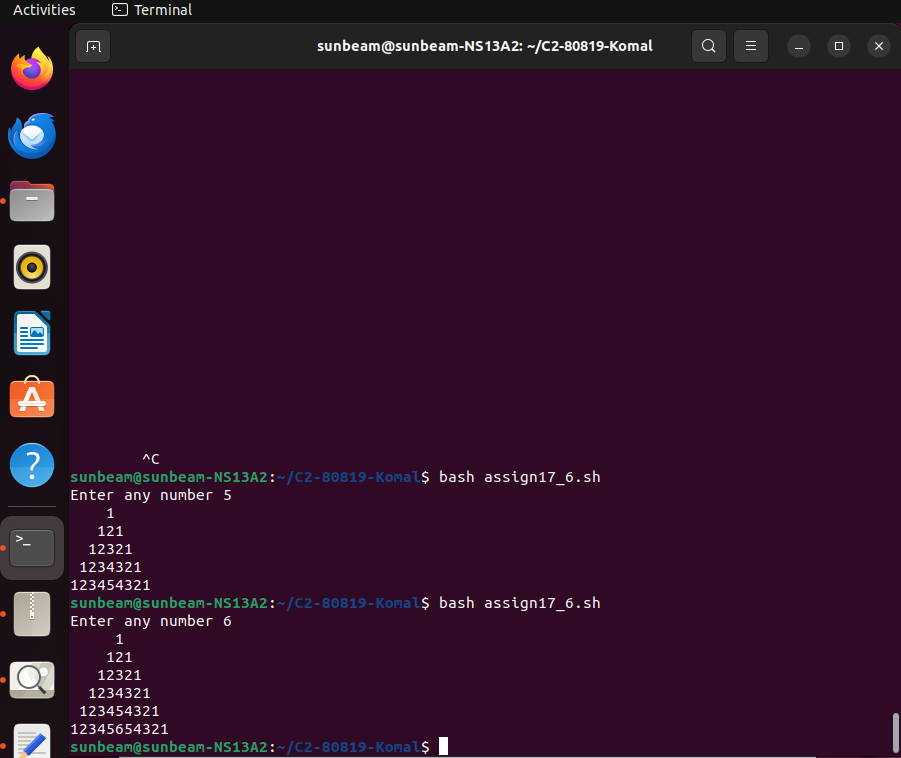 Activities Terminal
sunbeam@sunbeam-NS13A2: ~/C2-80819-Komal
^C
sunbeam@sunbeam-NS13A2:~/C2-80819-Komal$ bash assign17_6.sh
Enter any number 5
    1
   121
  12321
 1234321
123454321
sunbeam@sunbeam-NS13A2:~/C2-80819-Komal$ bash assign17_6.sh
Enter any number 6
     1
    121
   12321
  1234321
 123454321
12345654321
sunbeam@sunbeam-NS13A2:~/C2-80819-Komal$